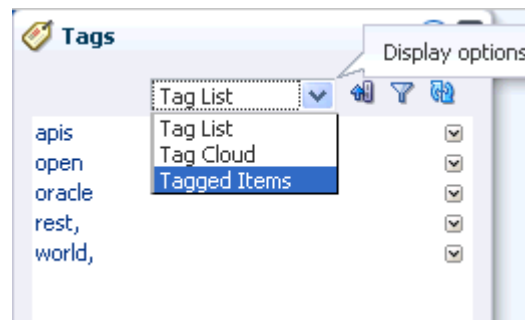 Tags
Display options
Tag List
Tag List
Tag Cloud
Tagged Items
apis
open
oracle
rest,
world,